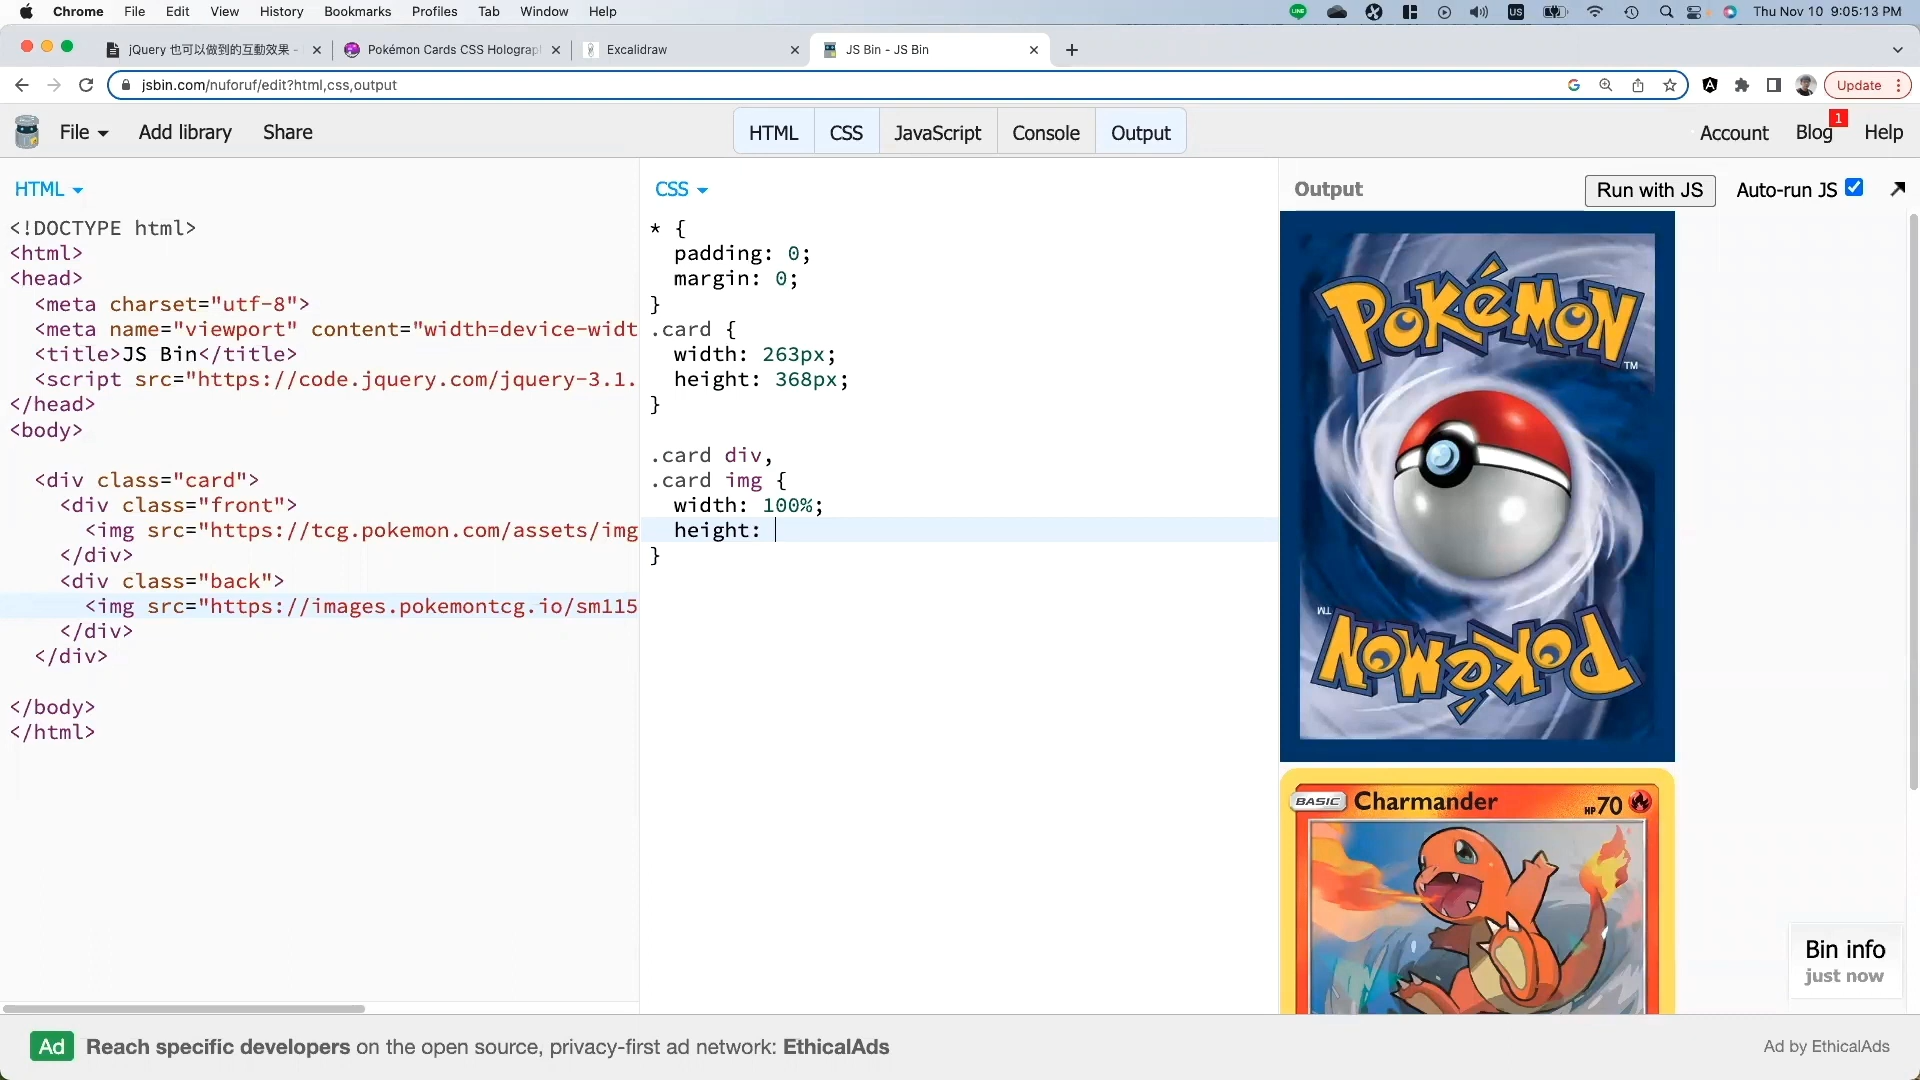 Chrome File Edit View History Bookmarks Profiles Tab Window Help
US Thu Nov 10 9:05:13 PM
jQuery 也可以做到的互動效果 -
Pokémon Cards CSS Holograp
Excalidraw
JS Bin - JS Bin
jsbin.com/nuforuf/edit?html,css,output
Update
File Add library Share
HTML CSS JavaScript Console Output
Account Blog 1 Help
HTML
<!DOCTYPE html>
<html>
<head>
<meta charset="utf-8">
<meta name="viewport" content="width=device-widt
<title>JS Bin</title>
<script src="https://code.jquery.com/jquery-3.1.
</head>
<body>
<div class="card">
<div class="front">
<img src="https://tcg.pokemon.com/assets/img
</div>
<div class="back">
<img src="https://images.pokemontcg.io/sm115
</div>
</div>
</body>
</html>
CSS
* {
padding: 0;
margin: 0;
}
.card {
width: 263px;
height: 368px;
}
.card div,
.card img {
width: 100%;
height:
}
Output
Run with JS
Auto-run JS
POKéMON
TM
TM
POKéMON
BASIC Charmander HP70
Bin info
just now
Ad Reach specific developers on the open source, privacy-first ad network: EthicalAds
Ad by EthicalAds